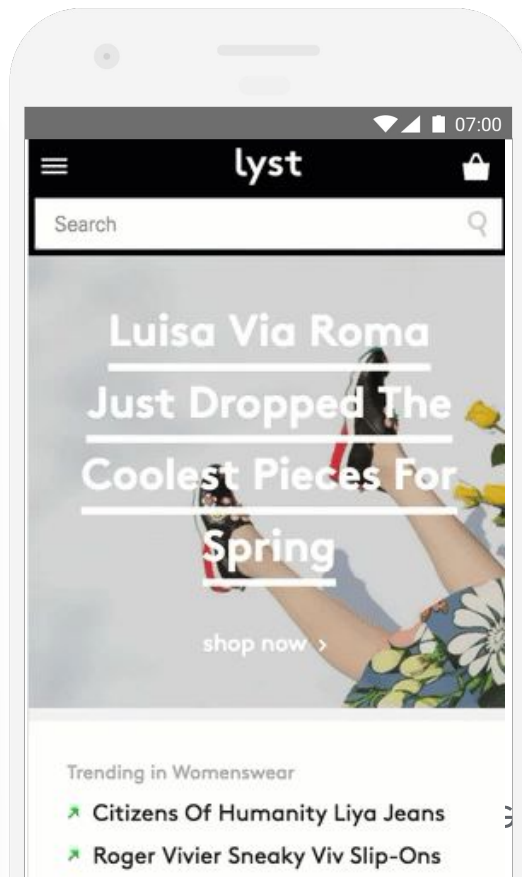 07:00
lyst
Search
Luisa Via Roma
Just Dropped The
Coolest Pieces For
Spring
shop now ›
Trending in Womenswear
Citizens Of Humanity Liya Jeans
Roger Vivier Sneaky Viv Slip-Ons